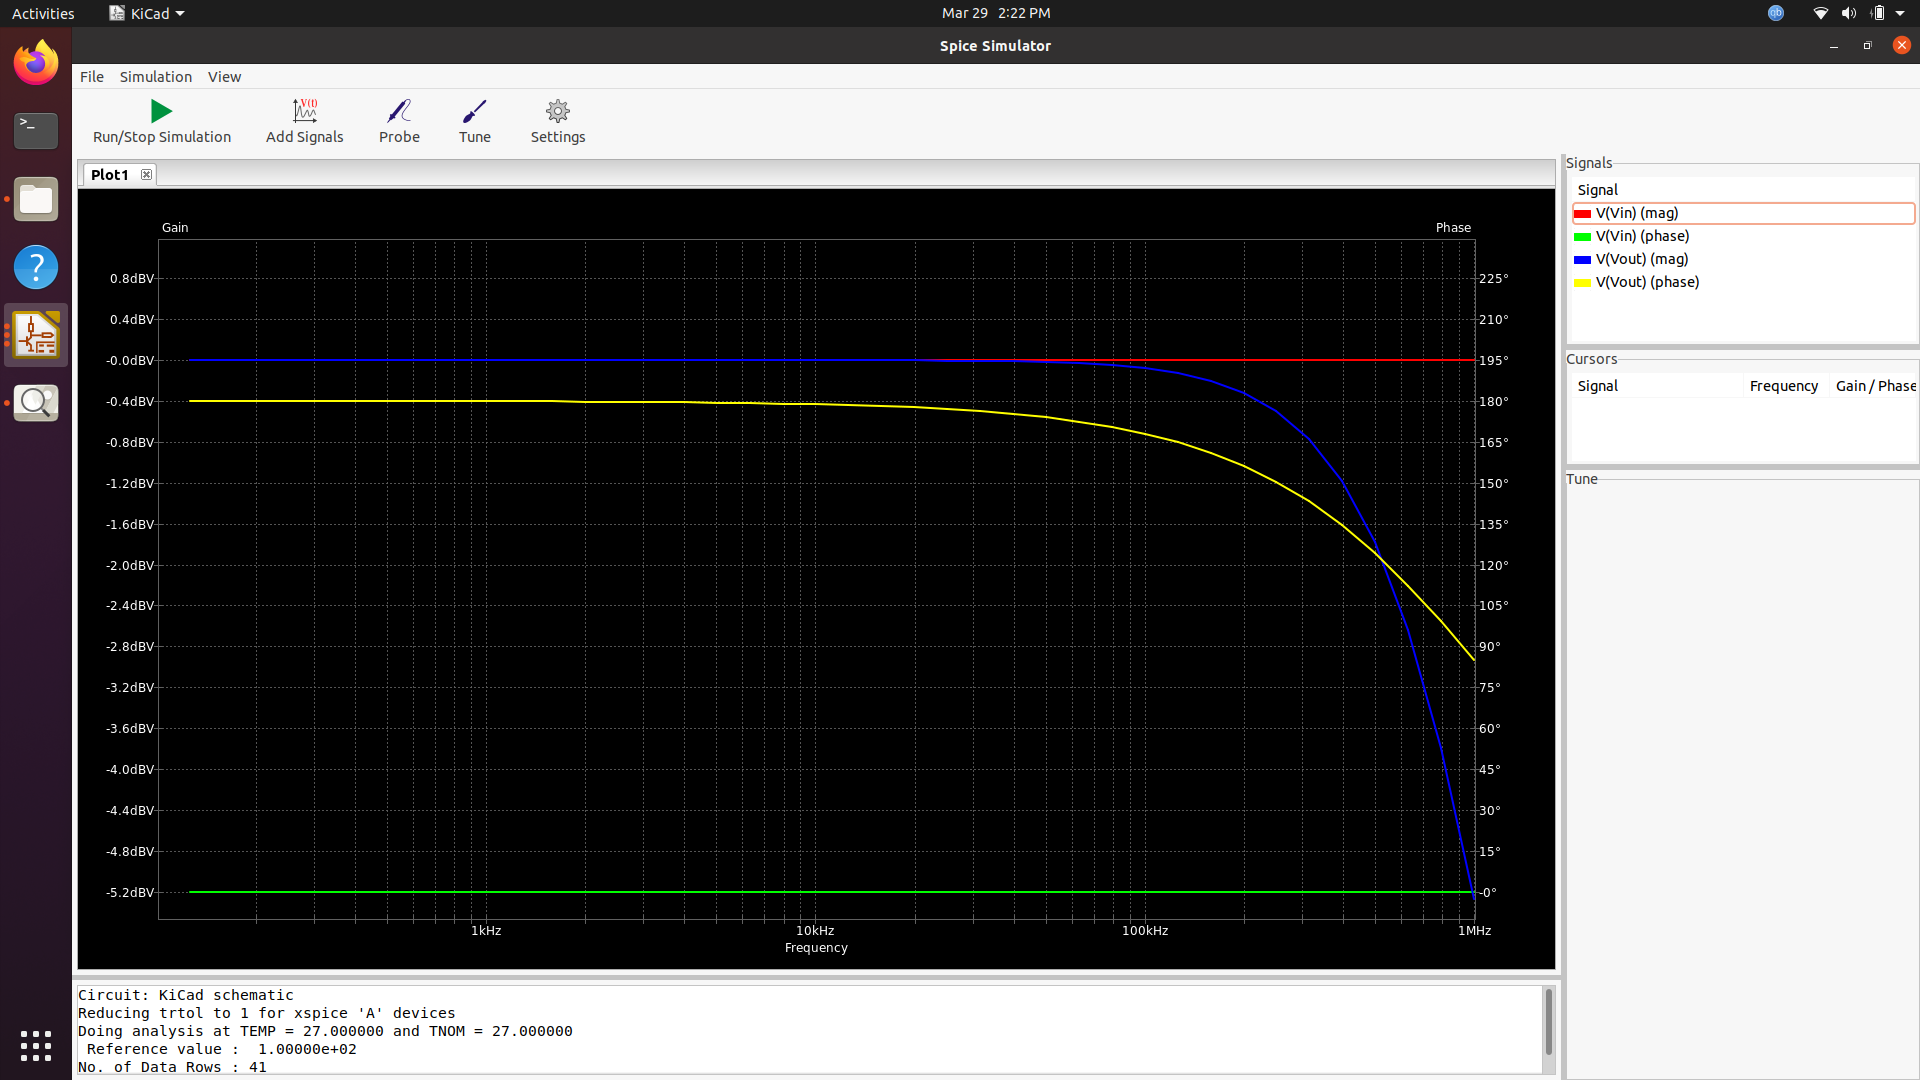 Activities
KiCad
Mar 29 2:22 PM
qb
Spice Simulator
File Simulation View
Run/Stop Simulation
V(t)
Add Signals
Probe
Tune
Settings
Plot1
Gain
Phase
0.8dBV
0.4dBV
-0.0dBV
-0.4dBV
-0.8dBV
-1.2dBV
-1.6dBV
-2.0dBV
-2.4dBV
-2.8dBV
-3.2dBV
-3.6dBV
-4.0dBV
-4.4dBV
-4.8dBV
-5.2dBV
225°
210°
195°
180°
165°
150°
135°
120°
105°
90°
75°
60°
45°
30°
15°
-0°
1kHz
10kHz
100kHz
1MHz
Frequency
Signals
Signal
V(Vin) (mag)
V(Vin) (phase)
V(Vout) (mag)
V(Vout) (phase)
Cursors
Signal Frequency Gain / Phase
Tune
Circuit: KiCad schematic
Reducing trtol to 1 for xspice 'A' devices
Doing analysis at TEMP = 27.000000 and TNOM = 27.000000
Reference value : 1.00000e+02
No. of Data Rows : 41